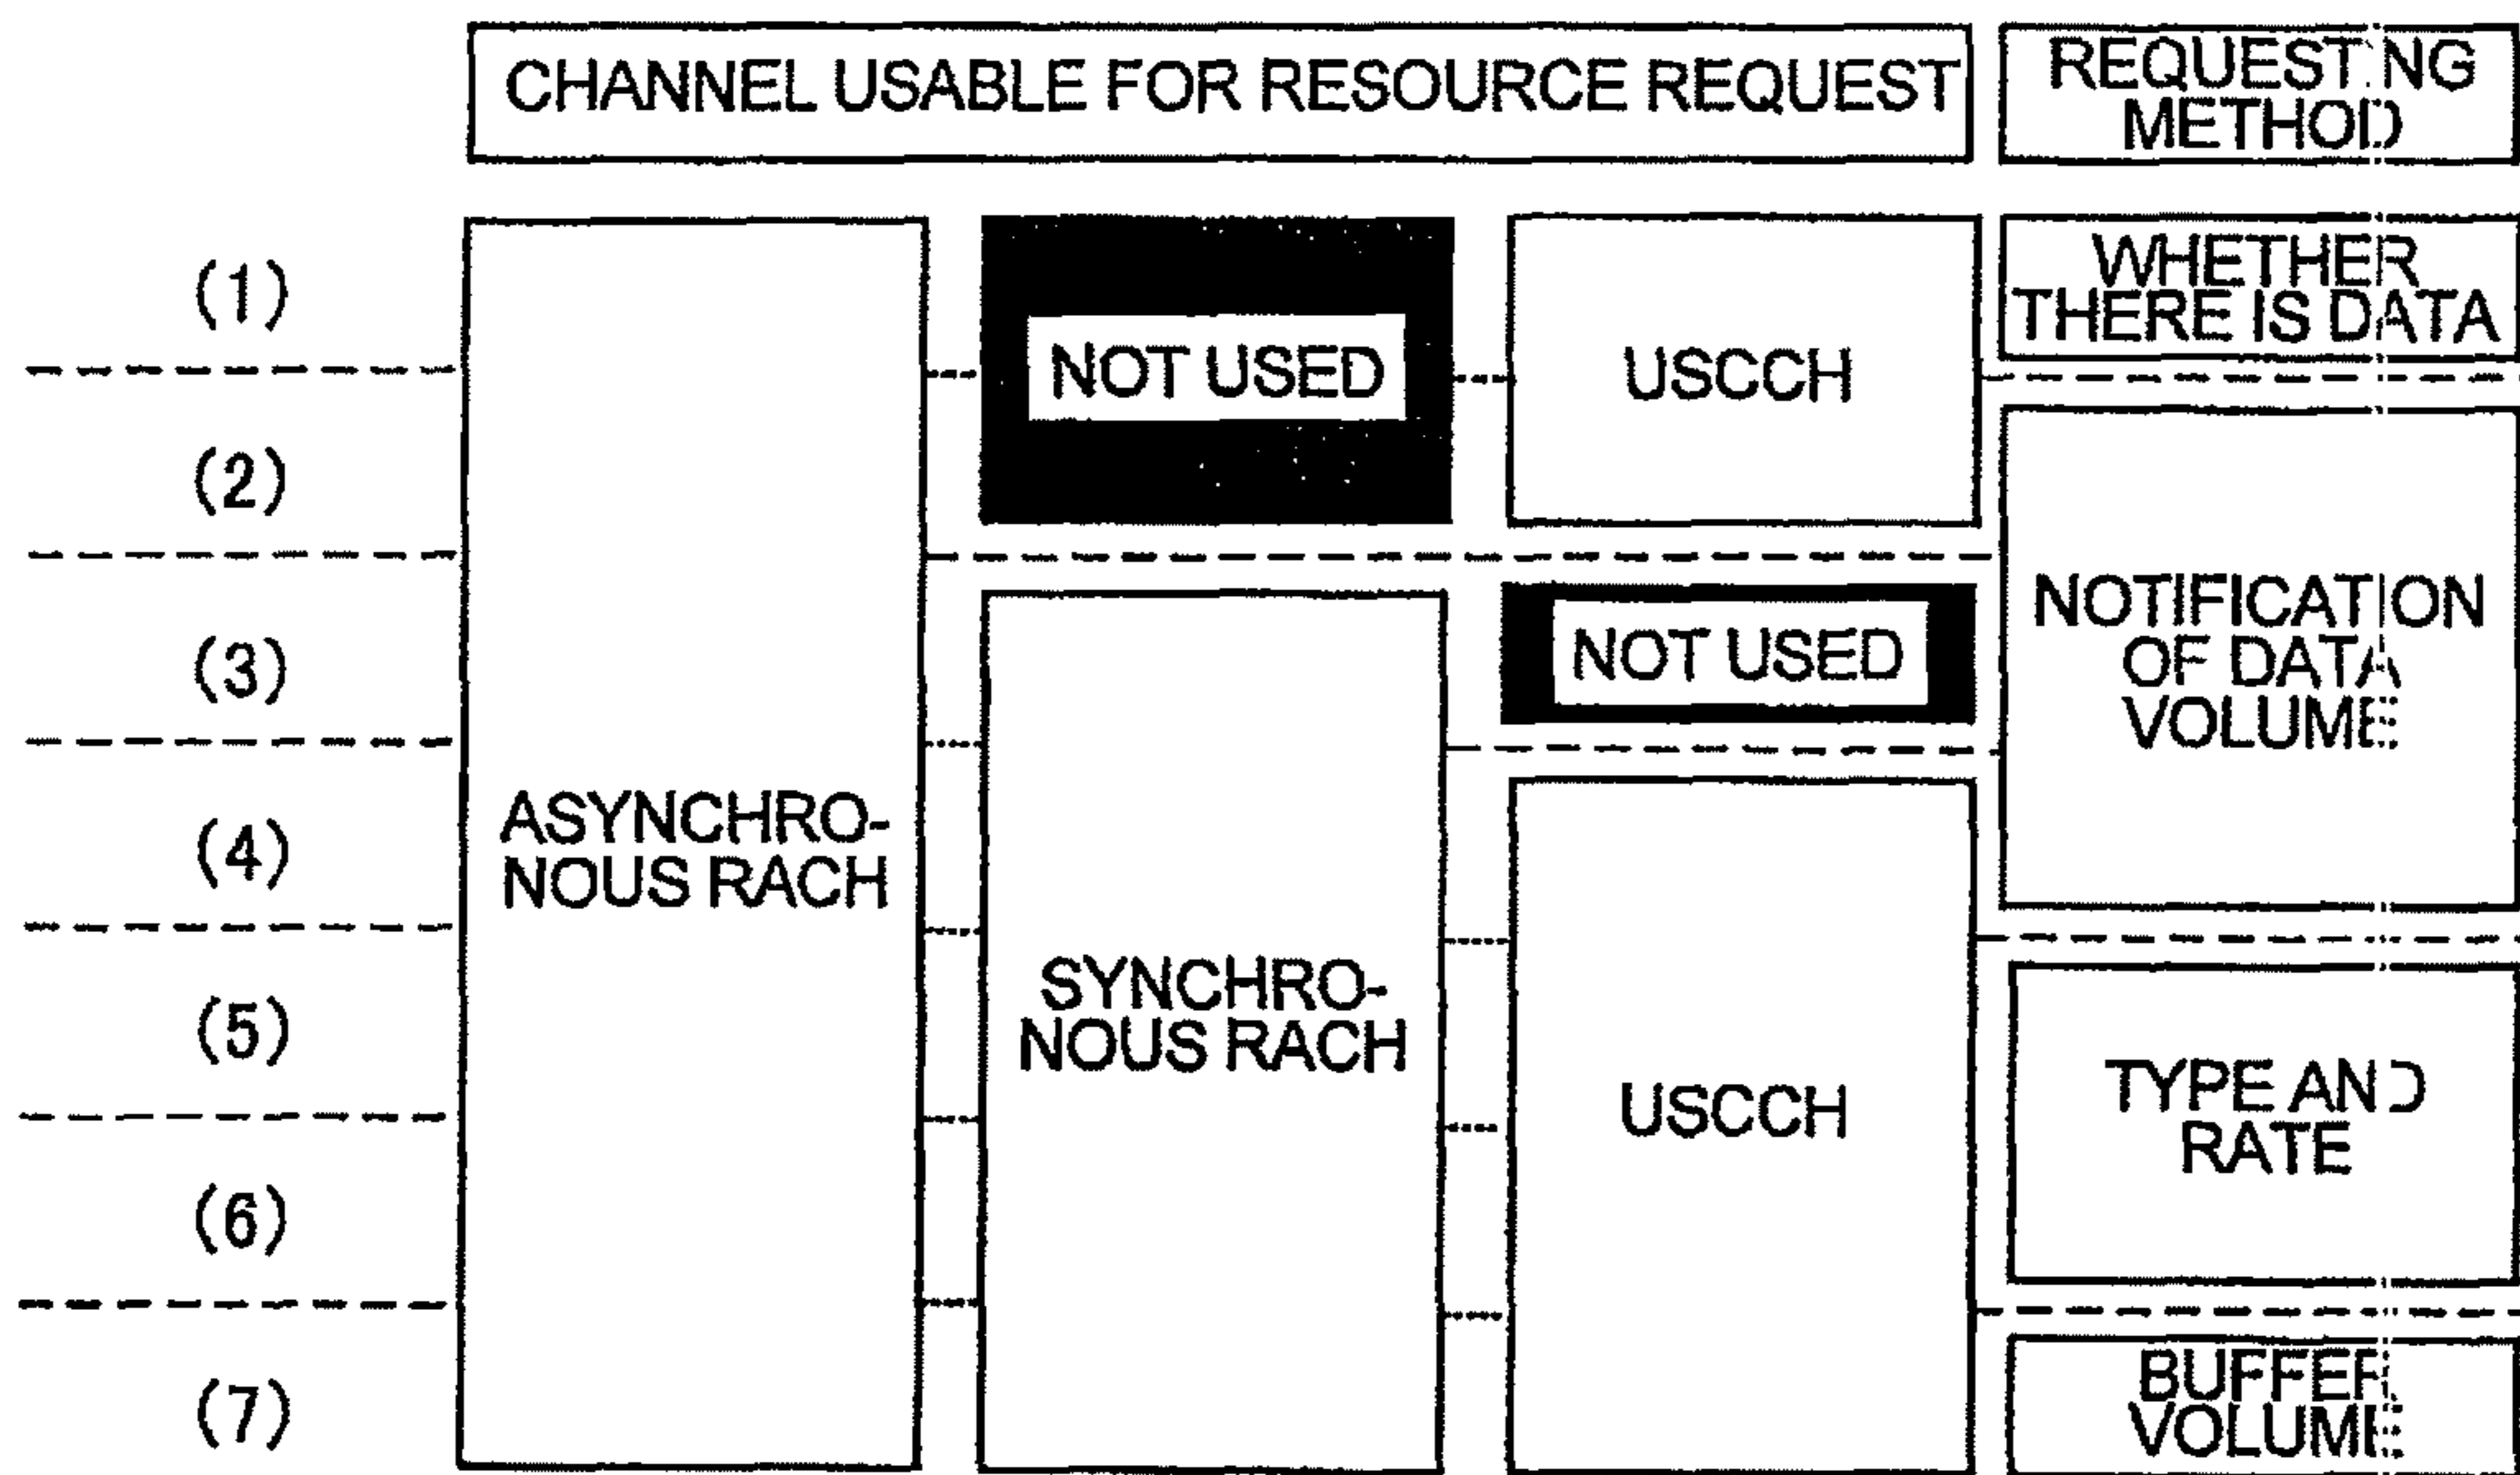 CHANNEL USABLE FOR RESOURCE REQUEST
REQUESTING
METHOD
(1)
(2)
(3)
(4)
(5)
(6)
(7)
ASYNCHRO-
NOUS RACH
NOT USED
SYNCHRO-
NOUS RACH
USCCH
NOT USED
USCCH
WHETHER
THERE IS DATA
NOTIFICATION
OF DATA
VOLUME
TYPE AND
RATE
BUFFER
VOLUME